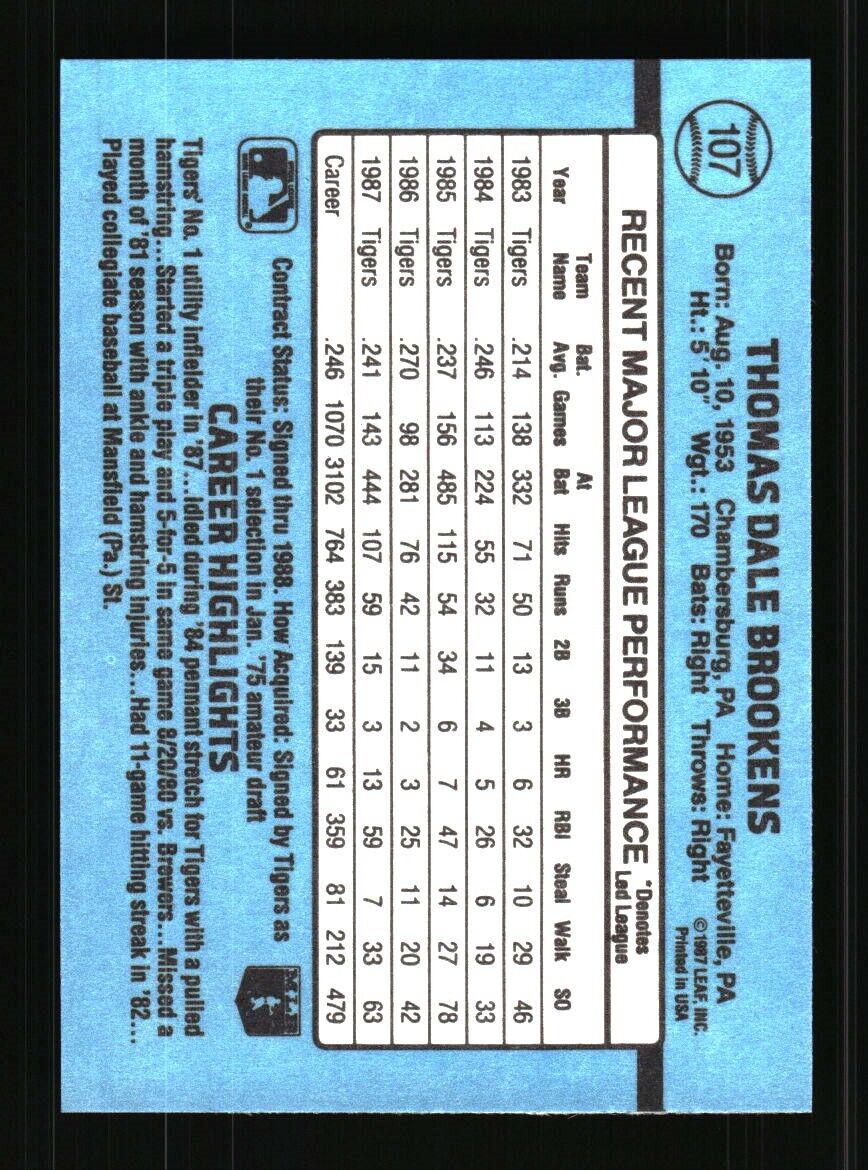 107
THOMAS DALE BROOKENS
Born: Aug. 10, 1953 Chambersburg, PA Home: Fayetteville, PA
Ht.: 5' 10" Wgt.: 170 Bats: Right Throws: Right
©1987 LEAF, INC.
Printed in USA
RECENT MAJOR LEAGUE PERFORMANCE *Denotes Led League
Year Team Name Bat. Avg. Games At Bat Hits Runs 2B 3B HR RBI Steal Walk SO
1983 Tigers .214 138 332 71 50 13 3 6 32 10 29 46
1984 Tigers .246 113 224 55 32 11 4 5 26 6 19 33
1985 Tigers .237 156 485 115 54 34 6 7 47 14 27 78
1986 Tigers .270 98 281 76 42 11 2 3 25 11 20 42
1987 Tigers .241 143 444 107 59 15 3 13 59 7 33 63
Career .246 1070 3102 764 383 139 33 61 359 81 212 479
Contract Status: Signed thru 1988. How Acquired: Signed by Tigers as
their No. 1 selection in Jan. '75 amateur draft
MLB
CAREER HIGHLIGHTS
Tigers' No. 1 utility infielder in '87...Idled during '84 pennant stretch for Tigers with a pulled
hamstring...Started a triple play and 5-for-5 in same game 8/20/80 vs. Brewers...Missed a
month of '81 season with ankle and hamstring injuries...Had 11-game hitting streak in '82...
Played collegiate baseball at Mansfield (Pa.) St.